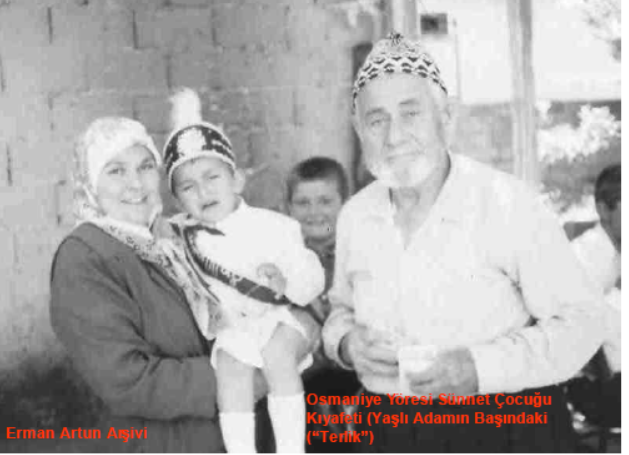 Osmaniye Yöresi Sünnet Çocuğu
Kıyafeti (Yaşlı Adamın Başındaki
(“Terlik”)
Erman Artun Arşivi